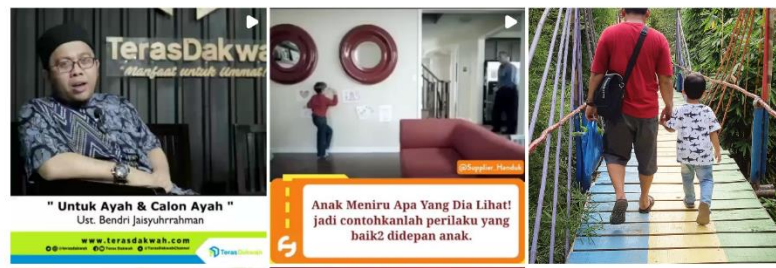 TerasDakwah
"Manfaat untuk Ummat
" Untuk Ayah & Calon Ayah "
Ust. Bendri Jaisyuhrrahman
www.terasdakwah.com
TerasDakwah
@Supplier_Handuk
Anak Meniru Apa Yang Dia Lihat!
jadi contohkanlah perilaku yang
baik2 didepan anak.